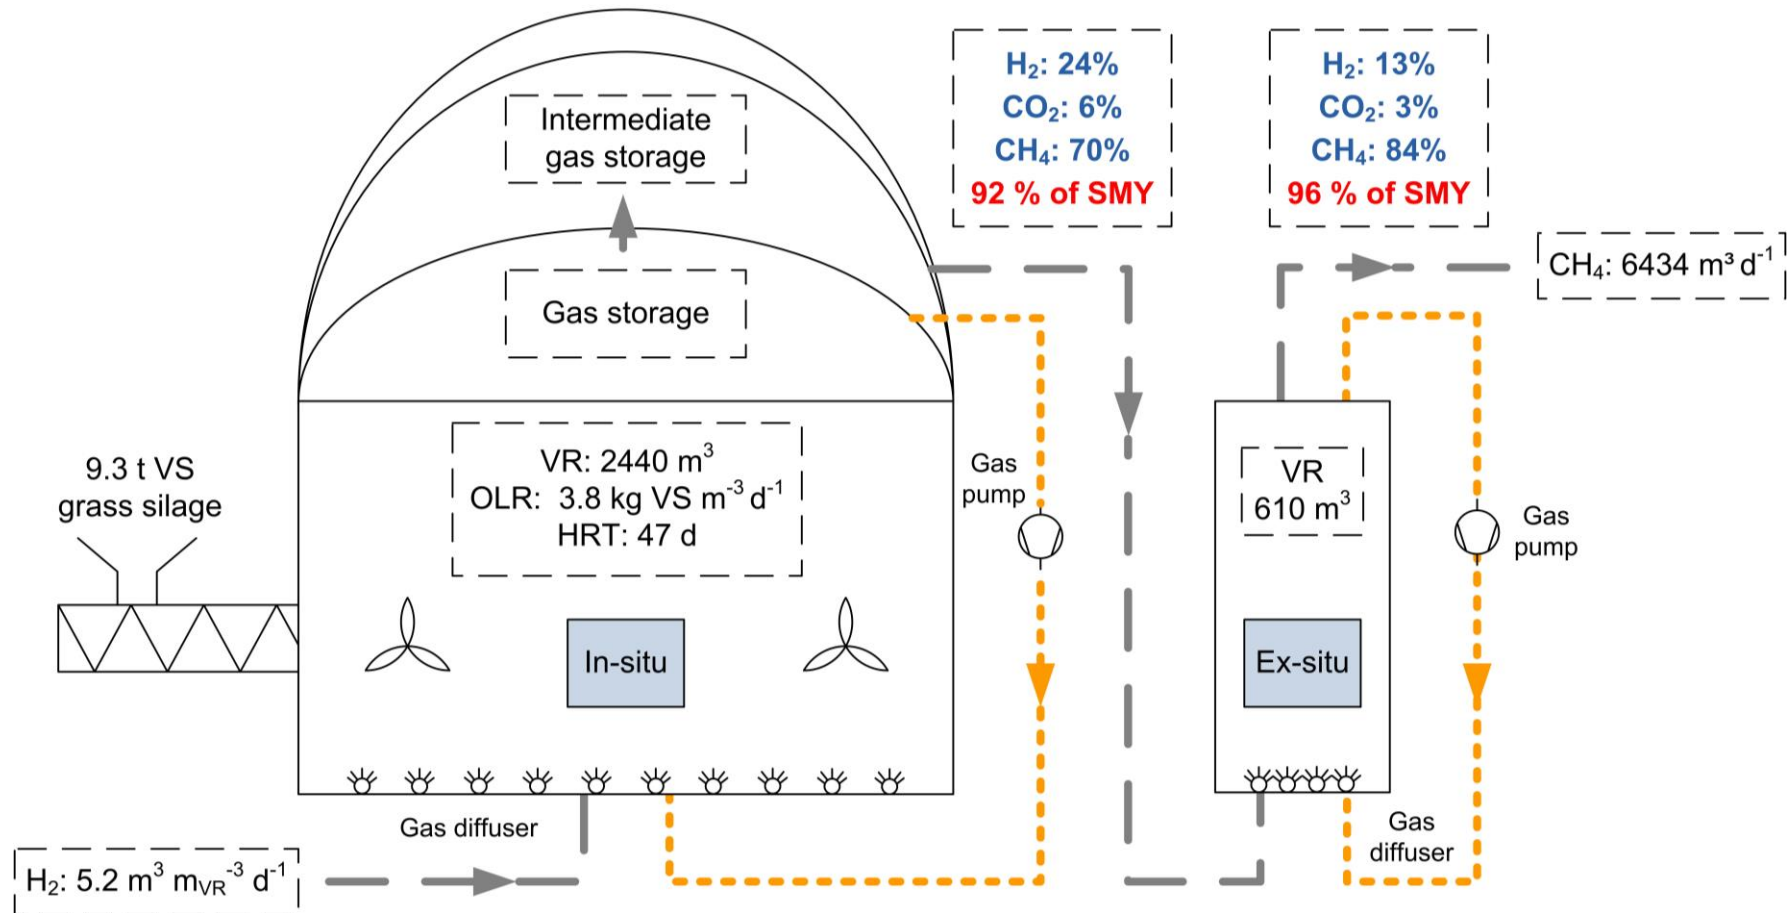 H₂: 24%
CO₂: 6%
CH₄: 70%
92 % of SMY
H₂: 13%
CO₂: 3%
CH₄: 84%
96 % of SMY
Intermediate
gas storage
Gas storage
CH₄: 6434 m³ d⁻¹
VR: 2440 m³
OLR: 3.8 kg VS m⁻³ d⁻¹
HRT: 47 d
9.3 t VS
grass silage
Gas
pump
VR
610 m³
Gas
pump
In-situ
Ex-situ
Gas diffuser
Gas
diffuser
H₂: 5.2 m³ m_VR⁻³ d⁻¹